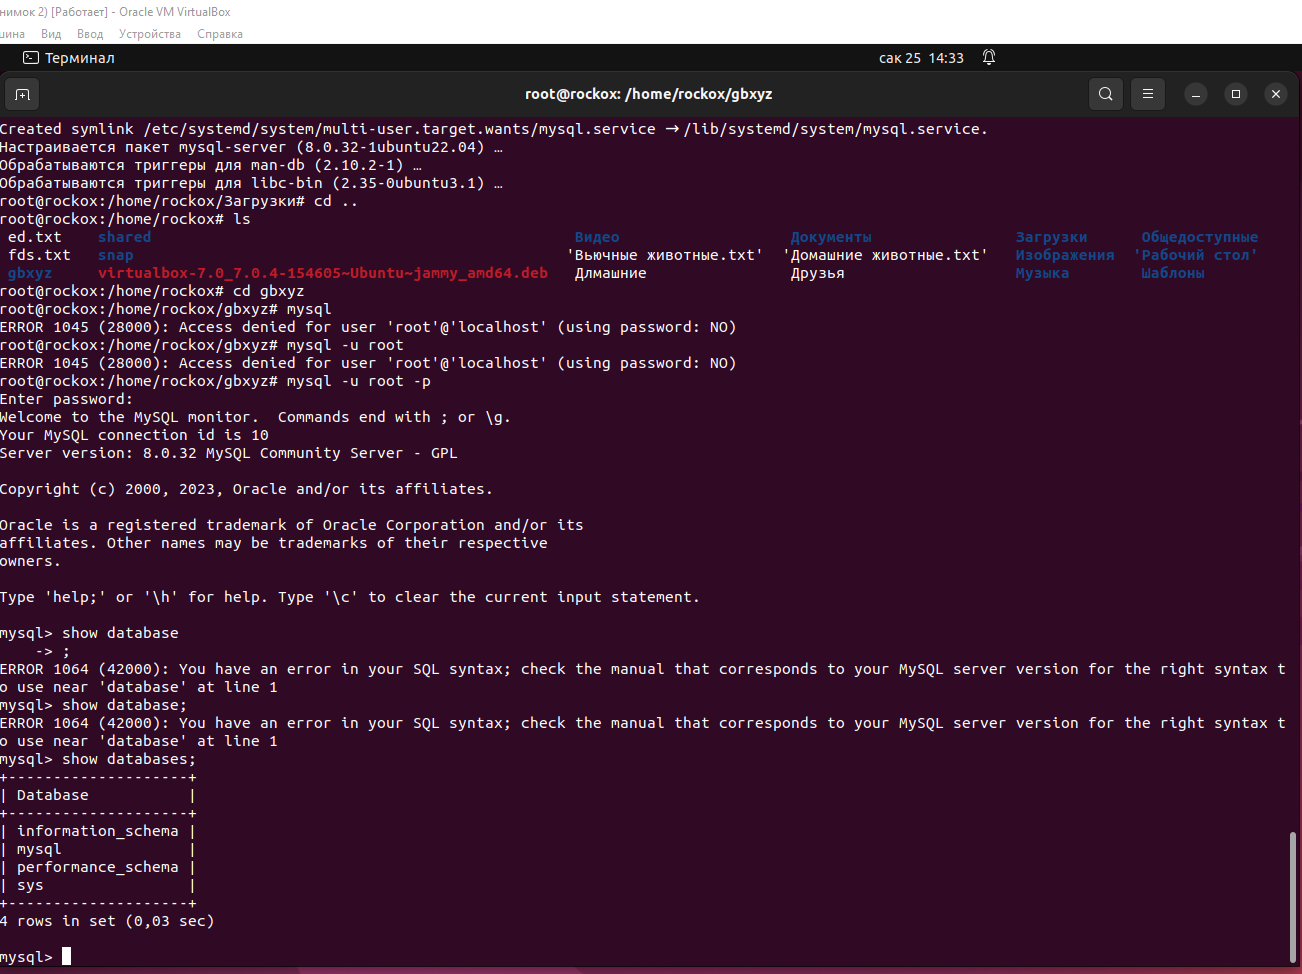 нимок 2) [Работает] - Oracle VM VirtualBox
шина Вид Ввод Устройства Справка
Терминал сак 25 14:33
root@rockox: /home/rockox/gbxyz
Created symlink /etc/systemd/system/multi-user.target.wants/mysql.service → /lib/systemd/system/mysql.service.
Настраивается пакет mysql-server (8.0.32-1ubuntu22.04) …
Обрабатываются триггеры для man-db (2.10.2-1) …
Обрабатываются триггеры для libc-bin (2.35-0ubuntu3.1) …
root@rockox:/home/rockox/Загрузки# cd ..
root@rockox:/home/rockox# ls
ed.txt shared Видео Документы Загрузки Общедоступные
fds.txt snap 'Вьючные животные.txt' 'Домашние животные.txt' Изображения 'Рабочий стол'
gbxyz virtualbox-7.0_7.0.4-154605~Ubuntu~jammy_amd64.deb Длмашние Друзья Музыка Шаблоны
root@rockox:/home/rockox# cd gbxyz
root@rockox:/home/rockox/gbxyz# mysql
ERROR 1045 (28000): Access denied for user 'root'@'localhost' (using password: NO)
root@rockox:/home/rockox/gbxyz# mysql -u root
ERROR 1045 (28000): Access denied for user 'root'@'localhost' (using password: NO)
root@rockox:/home/rockox/gbxyz# mysql -u root -p
Enter password:
Welcome to the MySQL monitor.  Commands end with ; or \g.
Your MySQL connection id is 10
Server version: 8.0.32 MySQL Community Server - GPL
Copyright (c) 2000, 2023, Oracle and/or its affiliates.
Oracle is a registered trademark of Oracle Corporation and/or its
affiliates. Other names may be trademarks of their respective
owners.
Type 'help;' or '\h' for help. Type '\c' to clear the current input statement.
mysql> show database
    -> ;
ERROR 1064 (42000): You have an error in your SQL syntax; check the manual that corresponds to your MySQL server version for the right syntax t
o use near 'database' at line 1
mysql> show database;
ERROR 1064 (42000): You have an error in your SQL syntax; check the manual that corresponds to your MySQL server version for the right syntax t
o use near 'database' at line 1
mysql> show databases;
+--------------------+
| Database           |
+--------------------+
| information_schema |
| mysql              |
| performance_schema |
| sys                |
+--------------------+
4 rows in set (0,03 sec)
mysql>